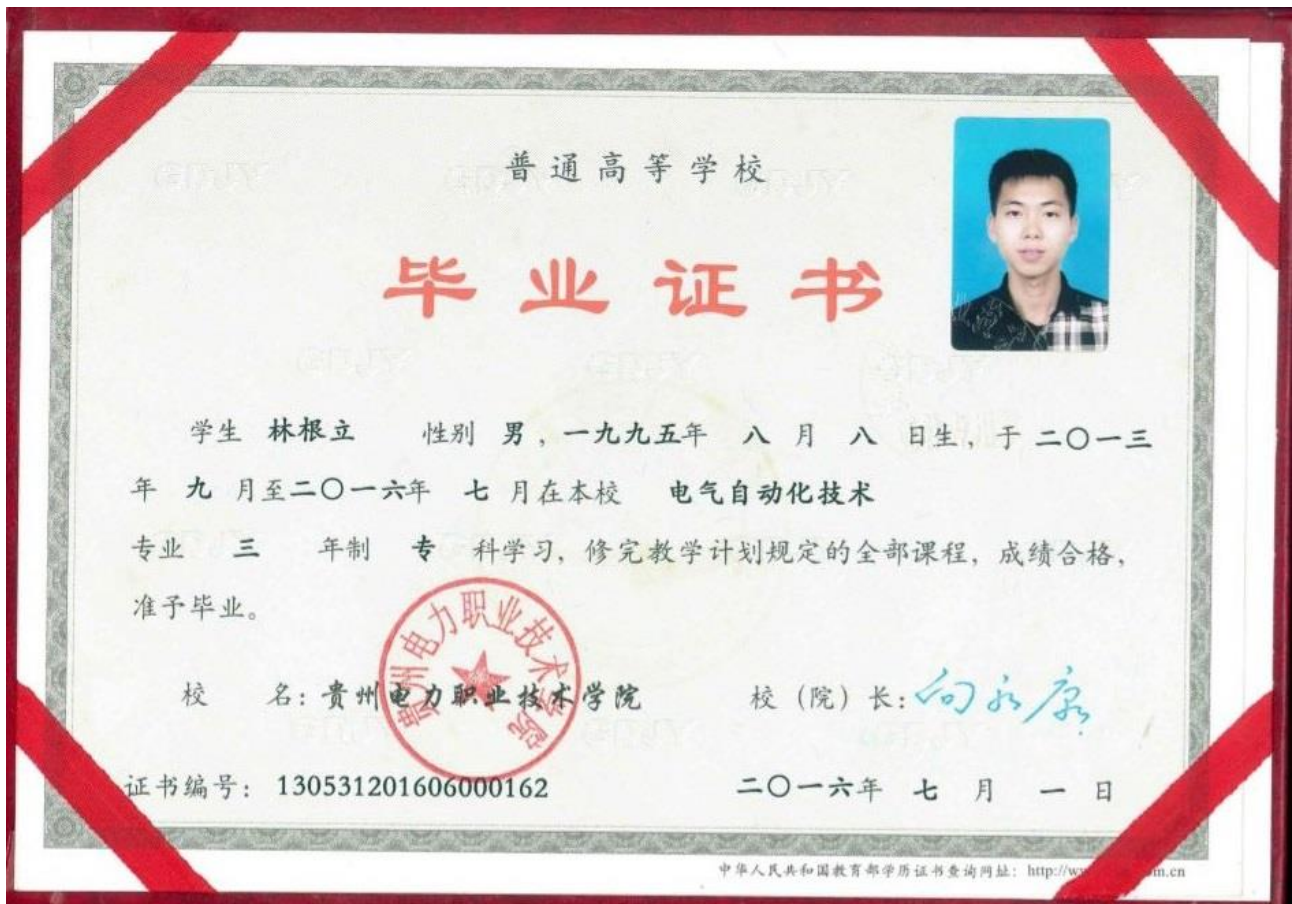 普通高等学校
毕业证书
学生 林根立 性别 男，一九九五年 八 月 八 日生，于 二〇一三
年 九 月至二〇一六年 七 月在本校 电气自动化技术
专业 三 年制 专 科学习，修完教学计划规定的全部课程，成绩合格，
准予毕业。
贵州电力职业技术学院
校 名：贵州电力职业技术学院 校（院）长：向永康
证书编号：130531201606000162 二〇一六年 七 月 一 日
中华人民共和国教育部学历证书查询网址：http://w